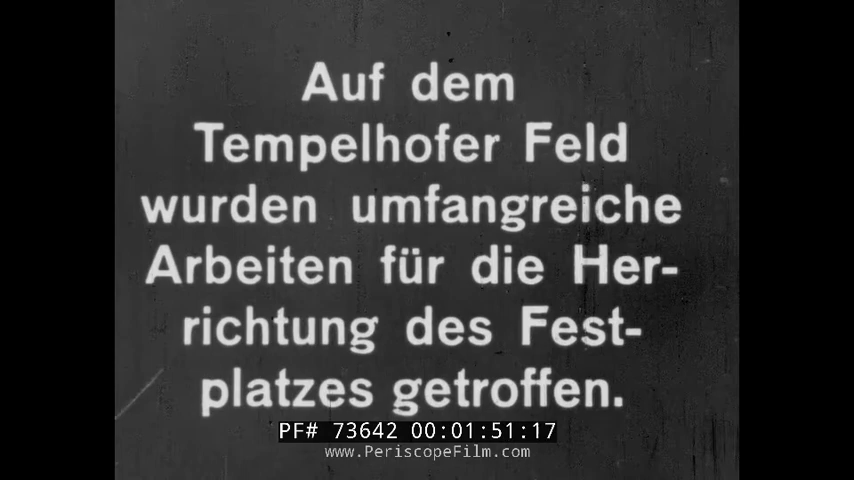 Auf dem
Tempelhofer Feld
wurden umfangreiche
Arbeiten für die Her-
richtung des Fest-
platzes getroffen.
PF# 73642 00:01:51:17
www.PeriscopeFilm.com